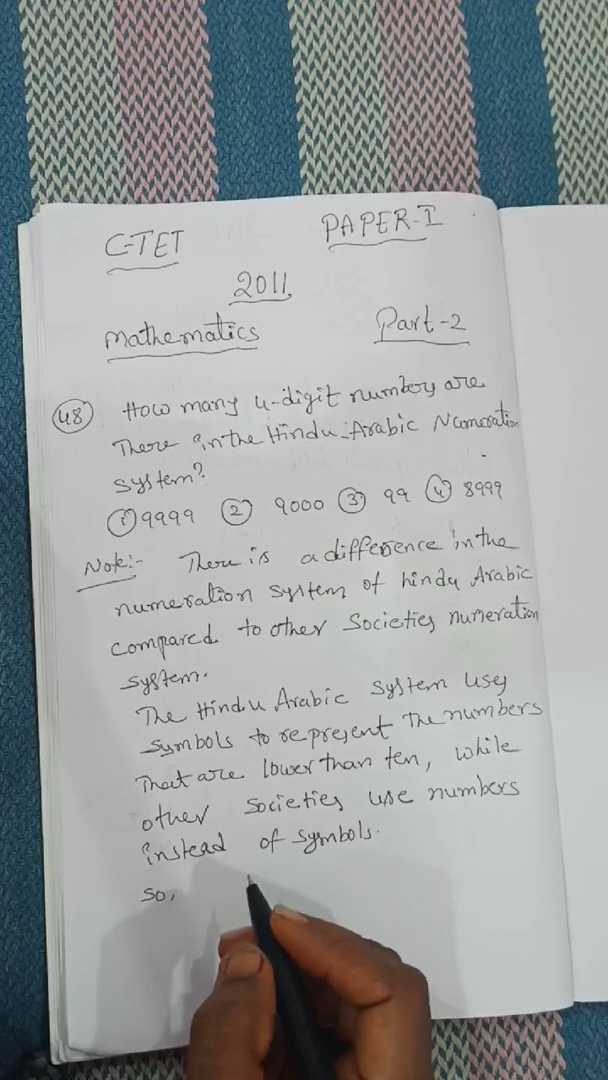 C-TET PAPER-I
2011
Mathematics Part-2
48 How many 4-digit numbers are
There in the Hindu-Arabic Numeration
system?
① 9999 ② 9000 ③ 99 ④ 8999
Note:- There is a difference in the
numeration system of hindu Arabic
compared to other Societies numeration
system.
The Hindu Arabic system uses
symbols to represent The numbers
That are lower than ten, while
other societies use numbers
instead of symbols.
So,